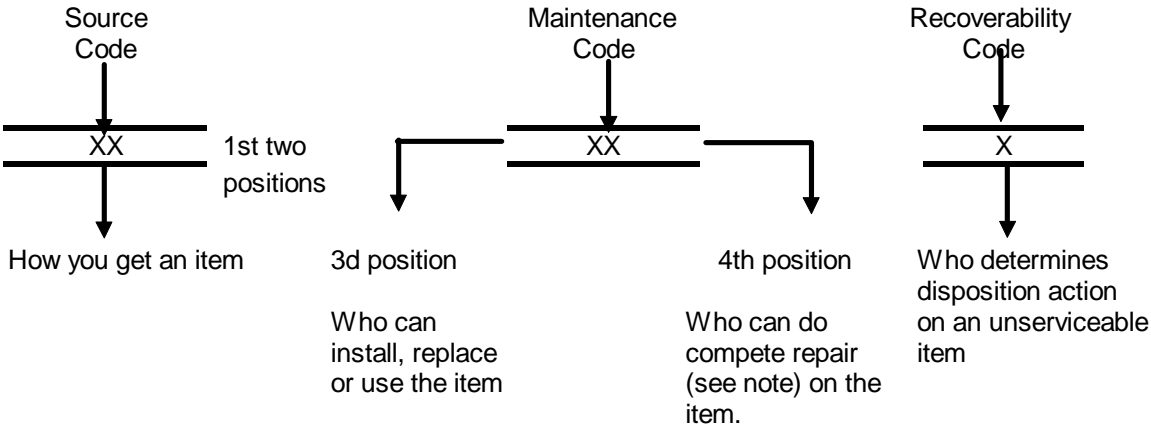 Source
Code
Maintenance
Code
Recoverability
Code
XX
1st two
positions
XX
X
How you get an item
3d position
4th position
Who determines
disposition action
on an unserviceable
item
Who can
install, replace
or use the item
Who can do
compete repair
(see note) on the
item.